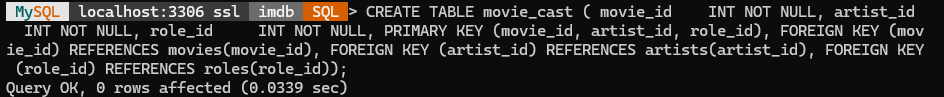 MySQL localhost:3306 ssl imdb SQL > CREATE TABLE movie_cast ( movie_id    INT NOT NULL, artist_id
  INT NOT NULL, role_id     INT NOT NULL, PRIMARY KEY (movie_id, artist_id, role_id), FOREIGN KEY (mov
ie_id) REFERENCES movies(movie_id), FOREIGN KEY (artist_id) REFERENCES artists(artist_id), FOREIGN KEY
 (role_id) REFERENCES roles(role_id));
Query OK, 0 rows affected (0.0339 sec)